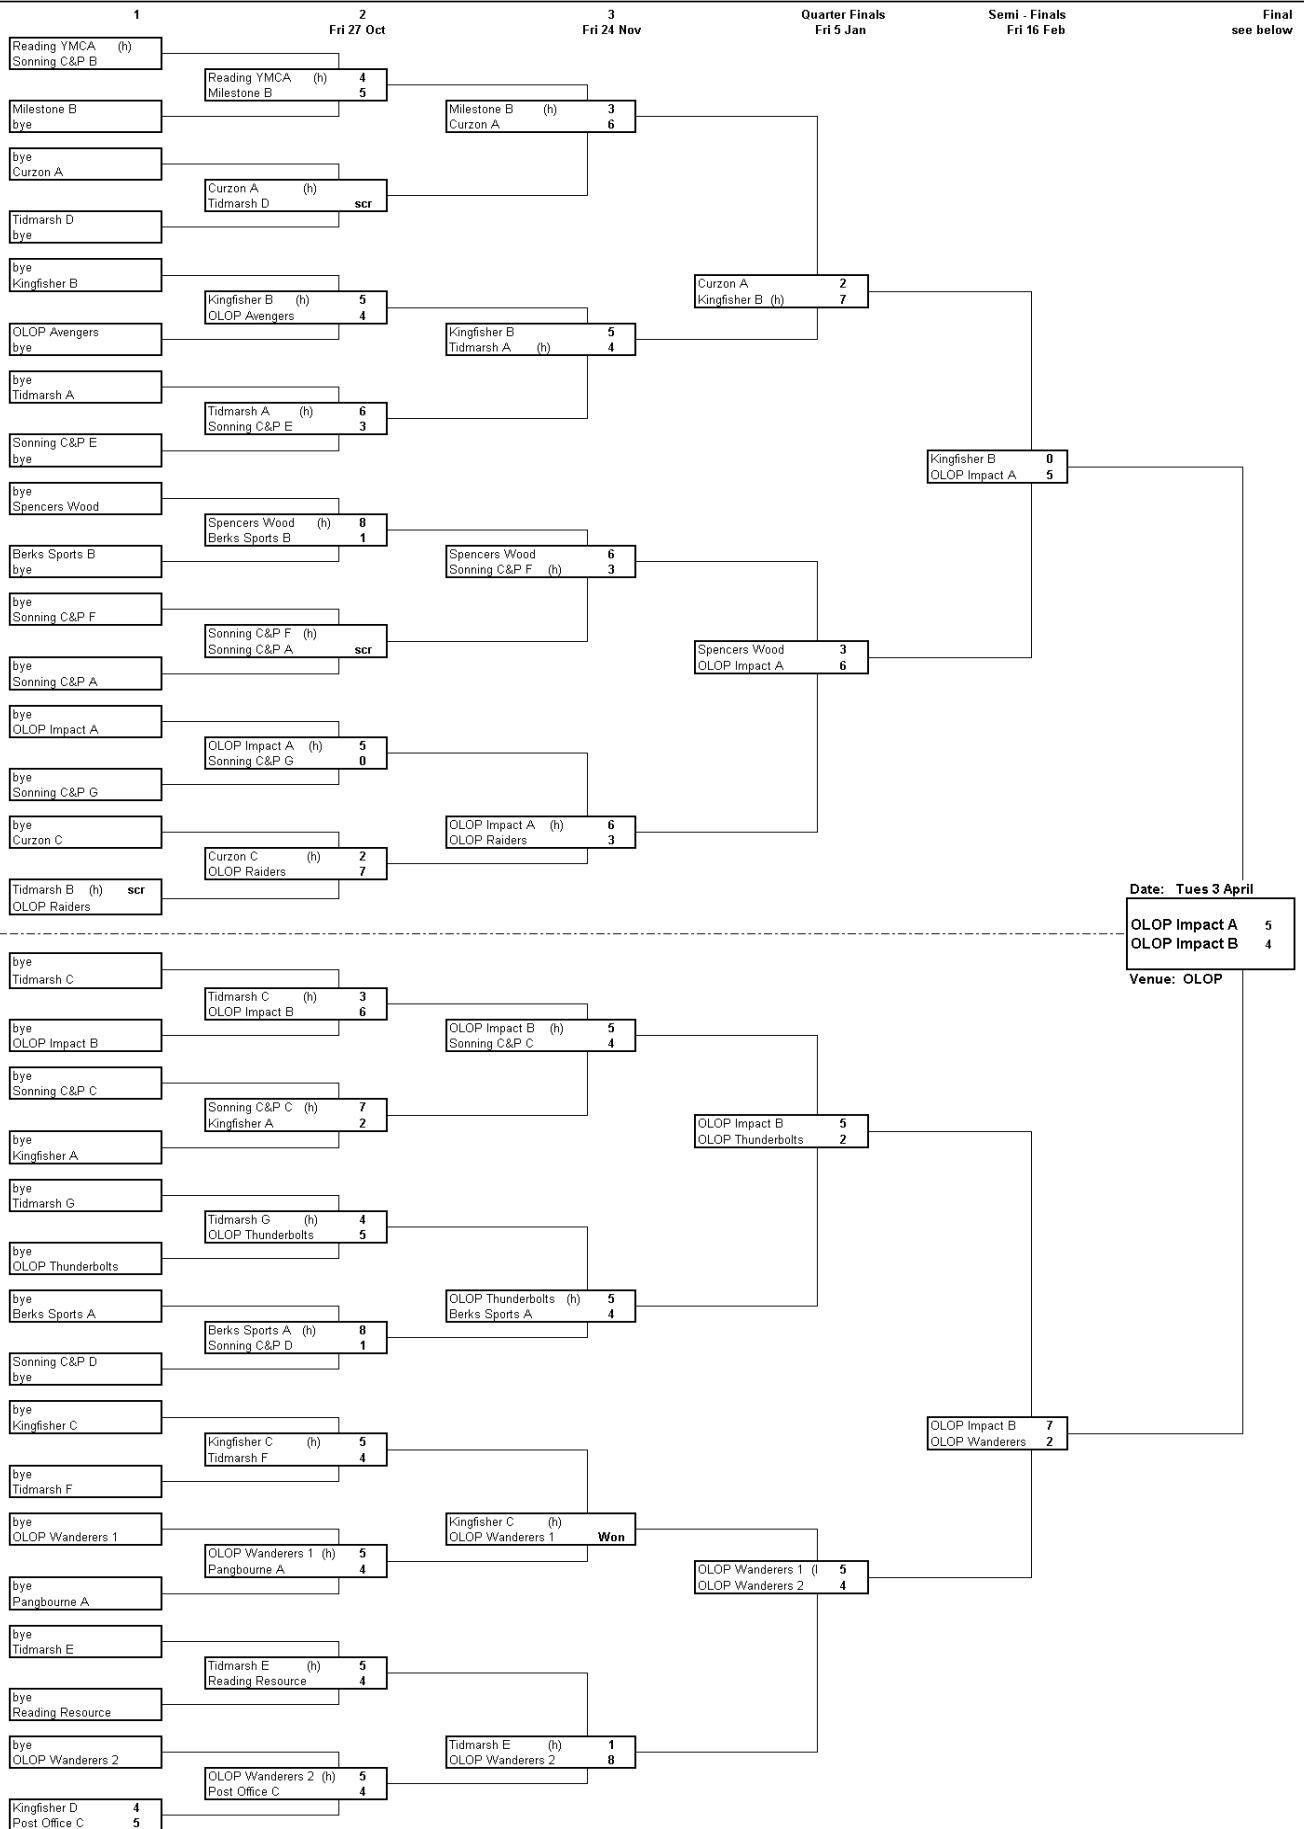 1 2 3 Quarter Finals Semi - Finals Final
Fri 27 Oct Fri 24 Nov Fri 5 Jan Fri 16 Feb see below
Reading YMCA (h)
Sonning C&P B
Milestone B
bye
bye
Curzon A
Tidmarsh D
bye
bye
Kingfisher B
OLOP Avengers
bye
bye
Tidmarsh A
Sonning C&P E
bye
bye
Spencers Wood
Berks Sports B
bye
bye
Sonning C&P F
bye
Sonning C&P A
bye
OLOP Impact A
bye
Sonning C&P G
bye
Curzon C
Tidmarsh B (h) scr
OLOP Raiders
bye
Tidmarsh C
bye
OLOP Impact B
bye
Sonning C&P C
bye
Kingfisher A
bye
Tidmarsh G
bye
OLOP Thunderbolts
bye
Berks Sports A
Sonning C&P D
bye
bye
Kingfisher C
bye
Tidmarsh F
bye
OLOP Wanderers 1
bye
Pangbourne A
bye
Tidmarsh E
bye
Reading Resource
bye
OLOP Wanderers 2
Kingfisher D 4
Post Office C 5
Reading YMCA (h) 4
Milestone B 5
Curzon A (h)
Tidmarsh D scr
Kingfisher B (h) 5
OLOP Avengers 4
Tidmarsh A (h) 6
Sonning C&P E 3
Spencers Wood (h) 8
Berks Sports B 1
Sonning C&P F (h)
Sonning C&P A scr
OLOP Impact A (h) 5
Sonning C&P G 0
Curzon C (h) 2
OLOP Raiders 7
Tidmarsh C (h) 3
OLOP Impact B 6
Sonning C&P C (h) 7
Kingfisher A 2
Tidmarsh G (h) 4
OLOP Thunderbolts 5
Berks Sports A (h) 8
Sonning C&P D 1
Kingfisher C (h) 5
Tidmarsh F 4
OLOP Wanderers 1 (h) 5
Pangbourne A 4
Tidmarsh E (h) 5
Reading Resource 4
OLOP Wanderers 2 (h) 5
Post Office C 4
Milestone B (h) 3
Curzon A 6
Kingfisher B 5
Tidmarsh A (h) 4
Spencers Wood 6
Sonning C&P F (h) 3
OLOP Impact A (h) 6
OLOP Raiders 3
OLOP Impact B (h) 5
Sonning C&P C 4
OLOP Thunderbolts (h) 5
Berks Sports A 4
Kingfisher C (h)
OLOP Wanderers 1 Won
Tidmarsh E (h) 1
OLOP Wanderers 2 8
Curzon A 2
Kingfisher B (h) 7
Spencers Wood 3
OLOP Impact A 6
OLOP Impact B 5
OLOP Thunderbolts 2
OLOP Wanderers 1 (l 5
OLOP Wanderers 2 4
Kingfisher B 0
OLOP Impact A 5
OLOP Impact B 7
OLOP Wanderers 2
Date: Tues 3 April
OLOP Impact A 5
OLOP Impact B 4
Venue: OLOP